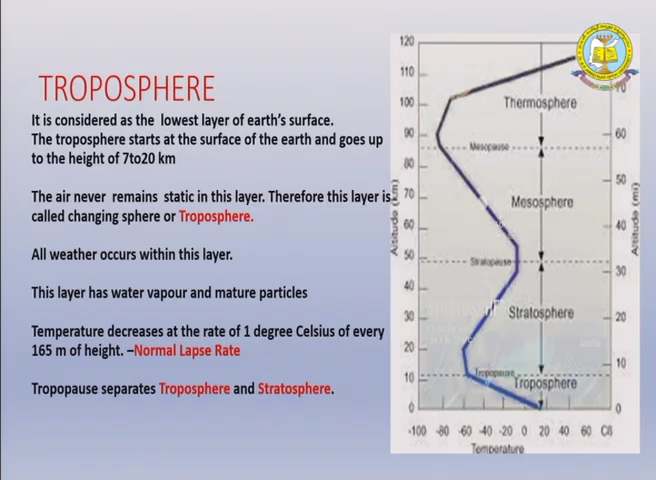 TROPOSPHERE
It is considered as the lowest layer of earth's surface.
The troposphere starts at the surface of the earth and goes up
to the height of 7to20 km
The air never remains static in this layer. Therefore this layer is
called changing sphere or Troposphere.
All weather occurs within this layer.
This layer has water vapour and mature particles
Temperature decreases at the rate of 1 degree Celsius of every
165 m of height. –Normal Lapse Rate
Tropopause separates Troposphere and Stratosphere.
120
110
100
90
80
70
60
50
40
30
20
10
0
Altitude (km)
Thermosphere
Mesopause
Mesosphere
Stratopause
Stratosphere
Tropopause
Troposphere
70
60
50
40
30
20
10
0
Altitude (mi)
-100 -80 -60 -40 -20 0 20 40 60
Temperature